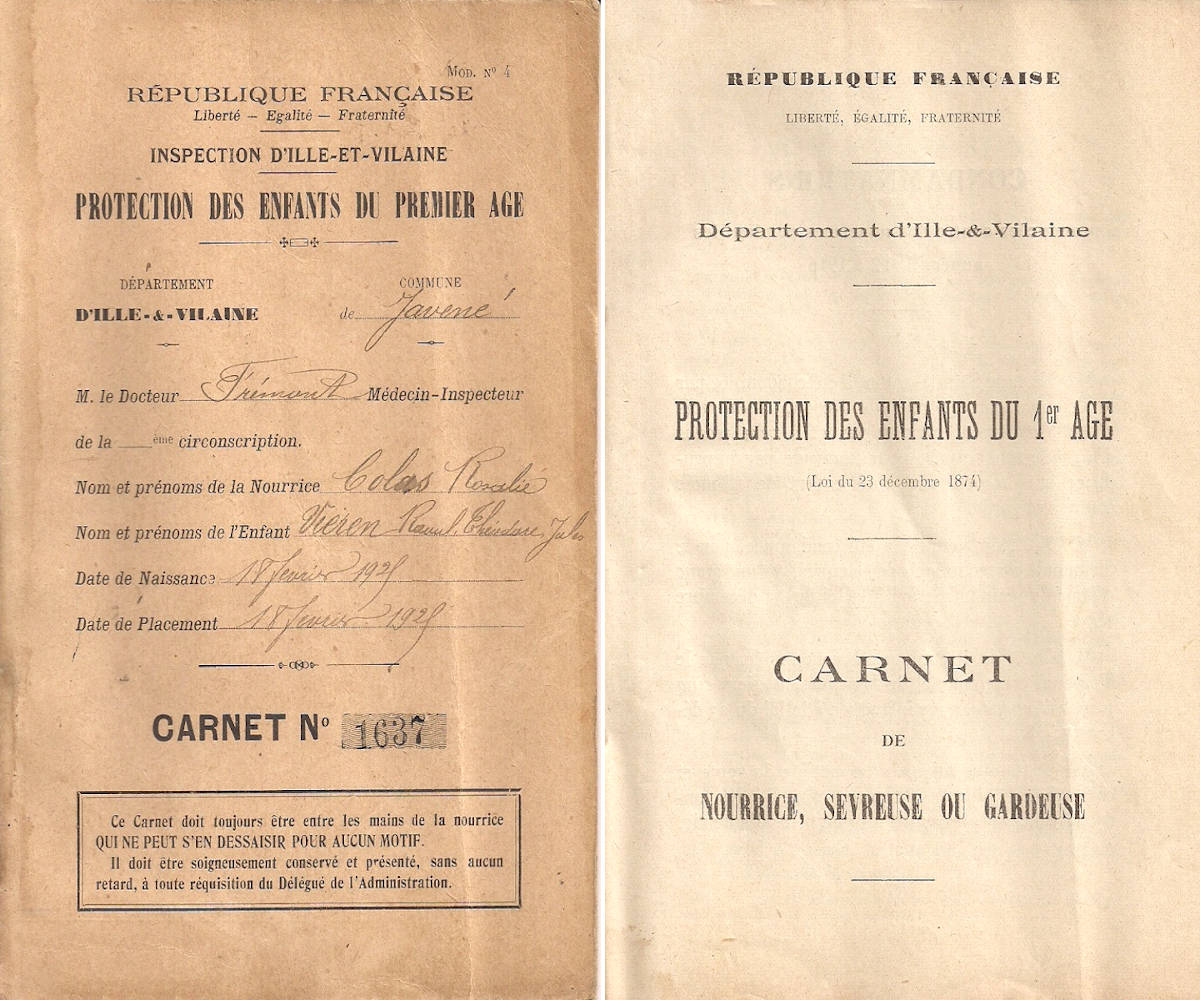 MOD. Nº 4
RÉPUBLIQUE FRANÇAISE
Liberté — Egalité — Fraternité
INSPECTION D'ILLE-ET-VILAINE
PROTECTION DES ENFANTS DU PREMIER AGE
DÉPARTEMENT
D'ILLE-&-VILAINE
COMMUNE
de Javené
M. le Docteur Frémont Médecin-Inspecteur
de la ème circonscription.
Nom et prénoms de la Nourrice Colas Rosalie
Nom et prénoms de l'Enfant Vieren Raoul, Théodore, Jules
Date de Naissance 18 février 1925
Date de Placement 18 février 1925
CARNET Nº 1637
Ce Carnet doit toujours être entre les mains de la nourrice
QUI NE PEUT S'EN DESSAISIR POUR AUCUN MOTIF.
Il doit être soigneusement conservé et présenté, sans aucun
retard, à toute réquisition du Délégué de l'Administration.
RÉPUBLIQUE FRANÇAISE
LIBERTÉ, ÉGALITÉ, FRATERNITÉ
Département d'Ille-&-Vilaine
PROTECTION DES ENFANTS DU 1er AGE
(Loi du 23 décembre 1874)
CARNET
DE
NOURRICE, SEVREUSE OU GARDEUSE